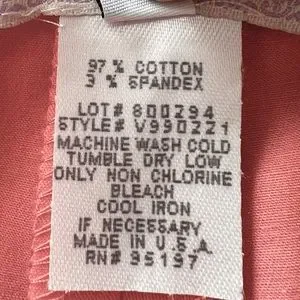 97 % COTTON
3 % SPANDEX
LOT# 800294
STYLE# V990221
MACHINE WASH COLD
TUMBLE DRY LOW
ONLY NON CHLORINE
BLEACH
COOL IRON
IF NECESSARY
MADE IN U.S.A
RN# 95197